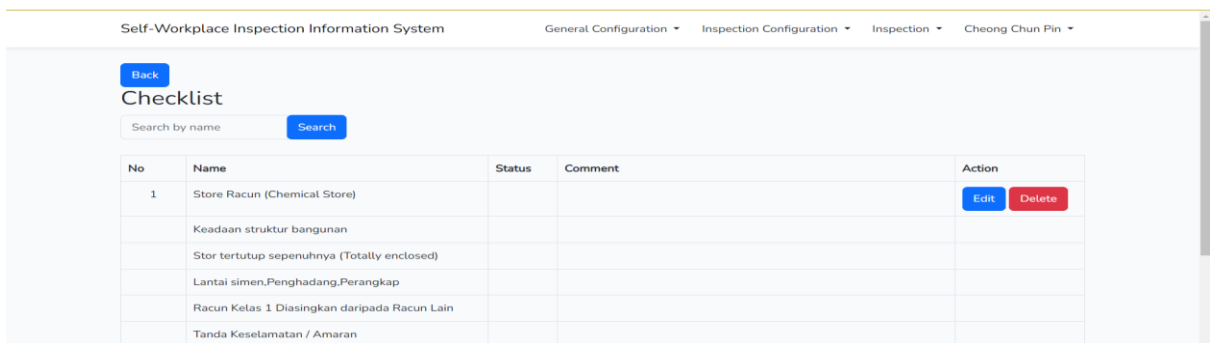 Self-Workplace Inspection Information System General Configuration Inspection Configuration Inspection Cheong Chun Pin
Back
Checklist
Search by name Search
No Name Status Comment Action
1 Store Racun (Chemical Store) Edit Delete
Keadaan struktur bangunan
Stor tertutup sepenuhnya (Totally enclosed)
Lantai simen,Penghadang,Perangkap
Racun Kelas 1 Diasingkan daripada Racun Lain
Tanda Keselamatan / Amaran